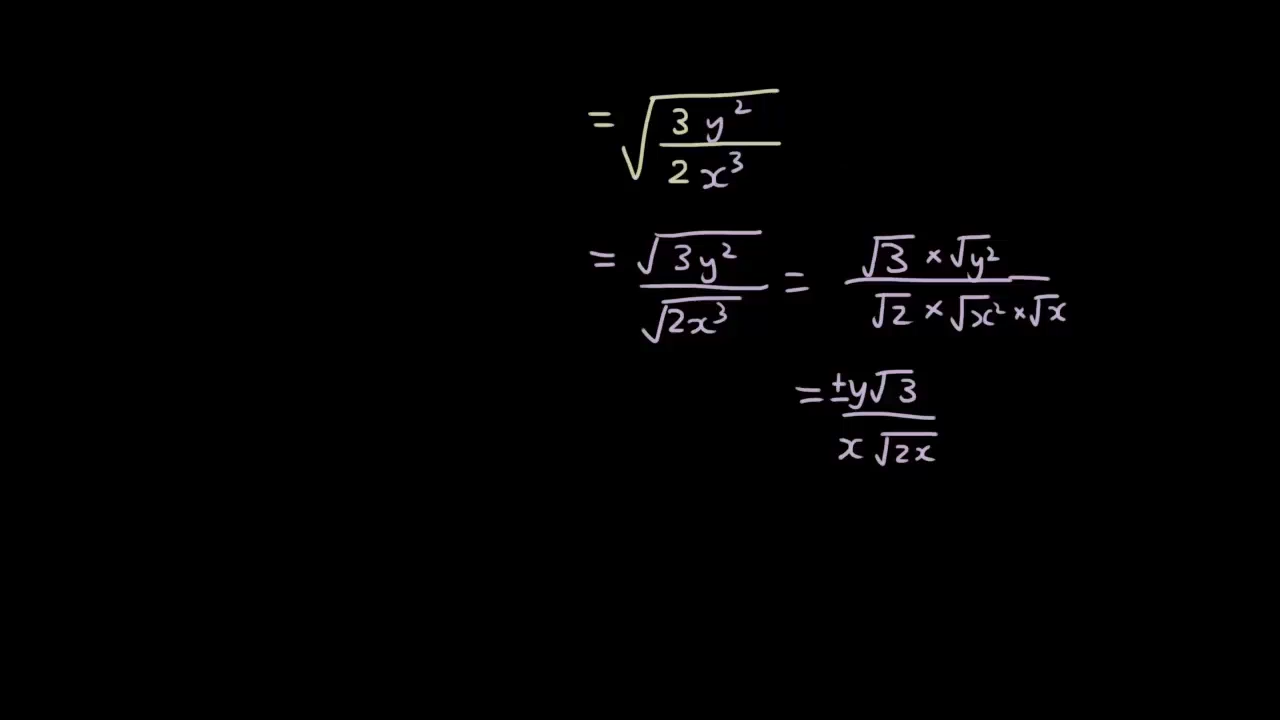 = √(3y²/2x³)
= √(3y²)/√(2x³) = (√3 × √y²)/(√2 × √x² × √x)
= ±y√3/(x√(2x))